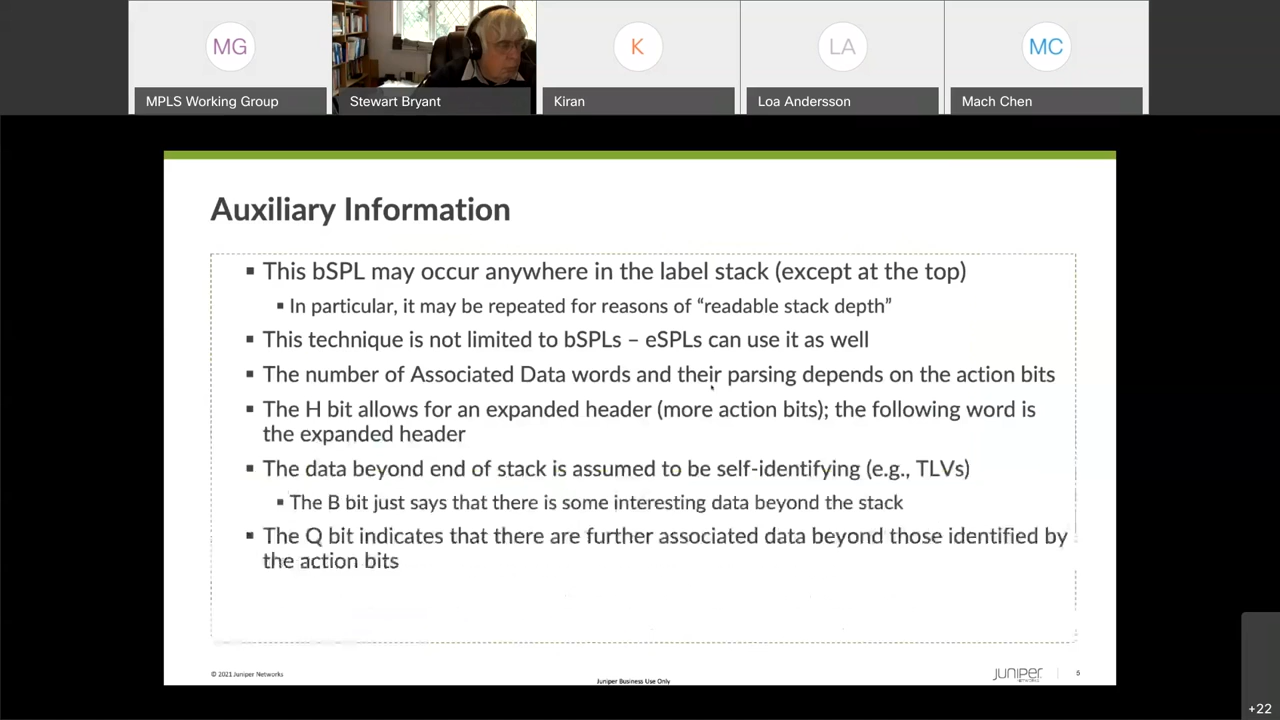 MG
K
LA
MC
MPLS Working Group
Stewart Bryant
Kiran
Loa Andersson
Mach Chen
Auxiliary Information
▪ This bSPL may occur anywhere in the label stack (except at the top)
▪ In particular, it may be repeated for reasons of “readable stack depth”
▪ This technique is not limited to bSPLs – eSPLs can use it as well
▪ The number of Associated Data words and their parsing depends on the action bits
▪ The H bit allows for an expanded header (more action bits); the following word is
the expanded header
▪ The data beyond end of stack is assumed to be self-identifying (e.g., TLVs)
▪ The B bit just says that there is some interesting data beyond the stack
▪ The Q bit indicates that there are further associated data beyond those identified by
the action bits
© 2021 Juniper Networks
Juniper Business Use Only
JUNIPER
NETWORKS
5
+22